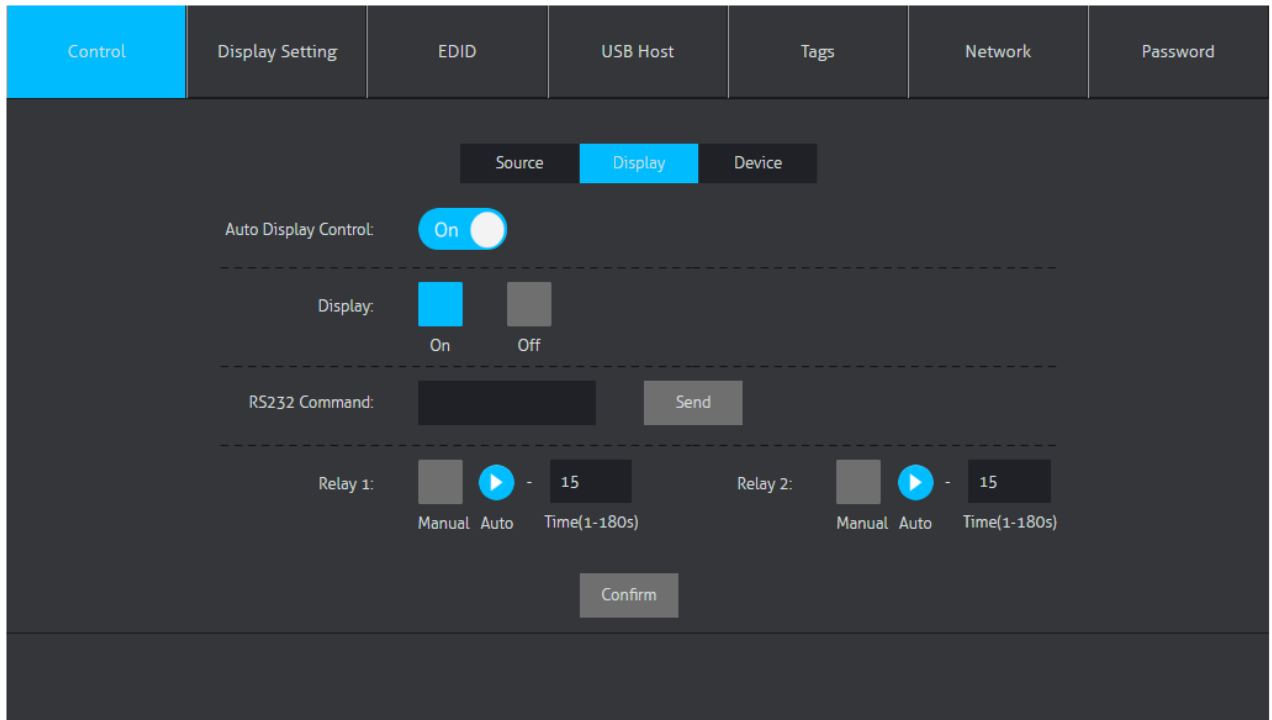 Control Display Setting EDID USB Host Tags Network Password
Source Display Device
Auto Display Control: On
Display:
On Off
RS232 Command: Send
Relay 1: - 15 Relay 2: - 15
Manual Auto Time(1-180s) Manual Auto Time(1-180s)
Confirm